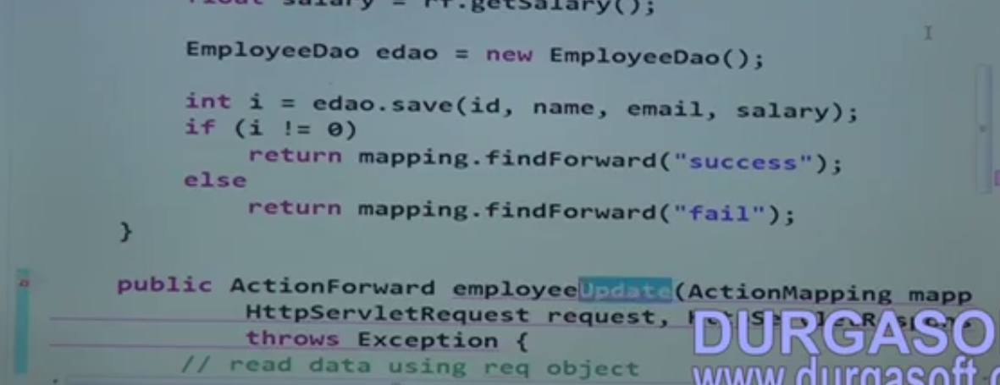 float salary = rf.getSalary();
EmployeeDao edao = new EmployeeDao();
int i = edao.save(id, name, email, salary);
if (i != 0)
return mapping.findForward("success");
else
return mapping.findForward("fail");
}
public ActionForward employeeUpdate(ActionMapping mapp
HttpServletRequest request,
throws Exception {
// read data using req object
DURGASO
www.durgasoft.